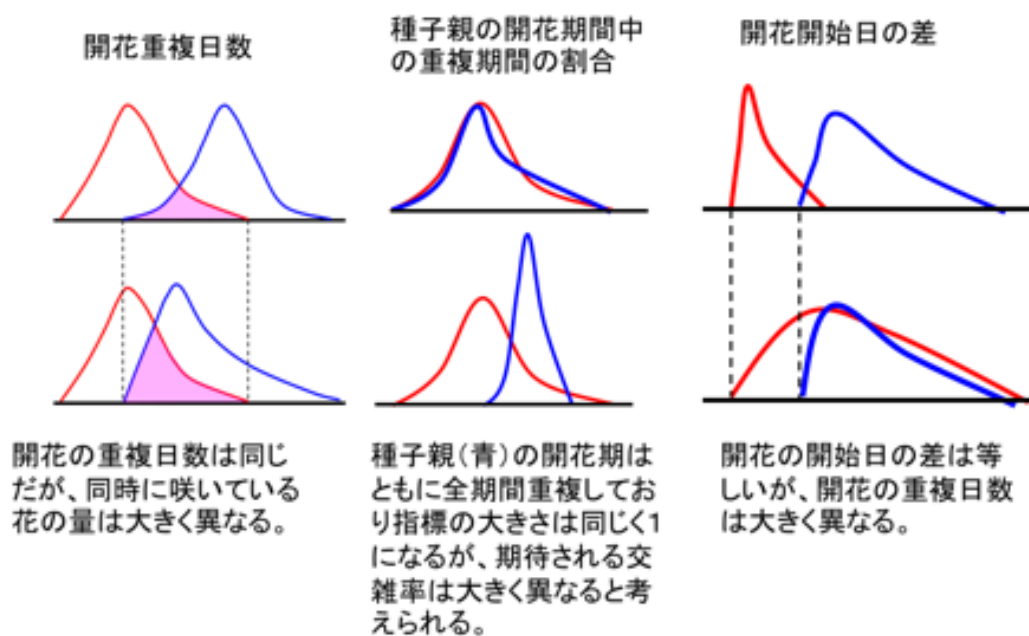 開花重複日数
種子親の開花期間中
の重複期間の割合
開花開始日の差
開花の重複日数は同じ
だが、同時に咲いている
花の量は大きく異なる。
種子親(青)の開花期は
ともに全期間重複してお
り指標の大きさは同じく1
になるが、期待される交
雑率は大きく異なると考
えられる。
開花の開始日の差は等
しいが、開花の重複日数
は大きく異なる。